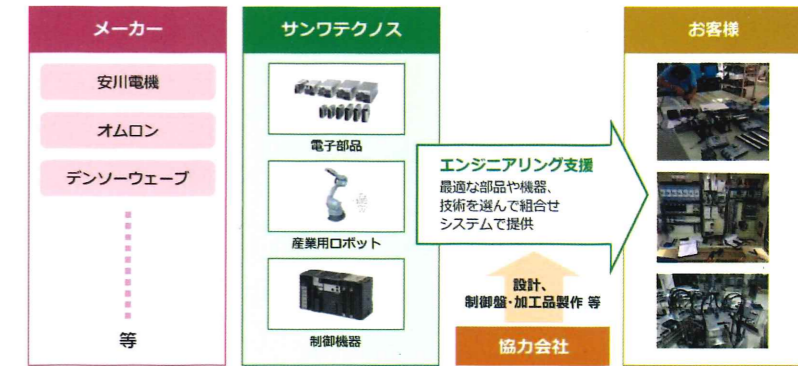 メーカー
安川電機
オムロン
デンソーウェーブ
等
サンワテクノス
電子部品
産業用ロボット
制御機器
エンジニアリング支援
最適な部品や機器、
技術を選んで組合せ
システムで提供
設計、
制御盤・加工品製作 等
協力会社
お客様